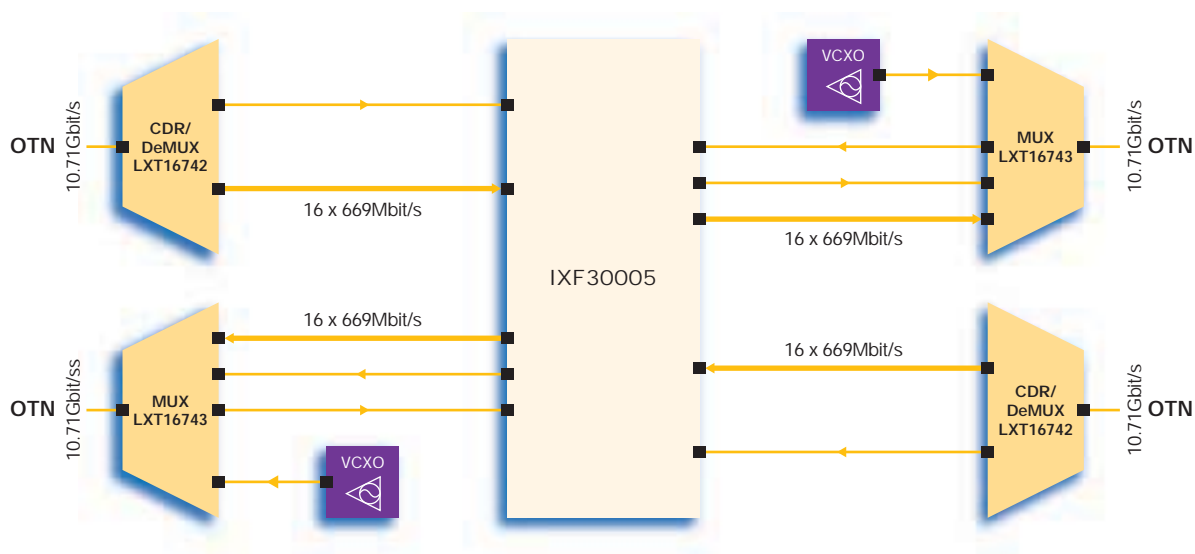 OTN
10.71Gbit/s
CDR/
DeMUX
LXT16742
16 x 669Mbit/s
IXF30005
VCXO
MUX
LXT16743
10.71Gbit/s
OTN
16 x 669Mbit/s
OTN
10.71Gbit/ss
MUX
LXT16743
16 x 669Mbit/s
VCXO
16 x 669Mbit/s
CDR/
DeMUX
LXT16742
10.71Gbit/s
OTN